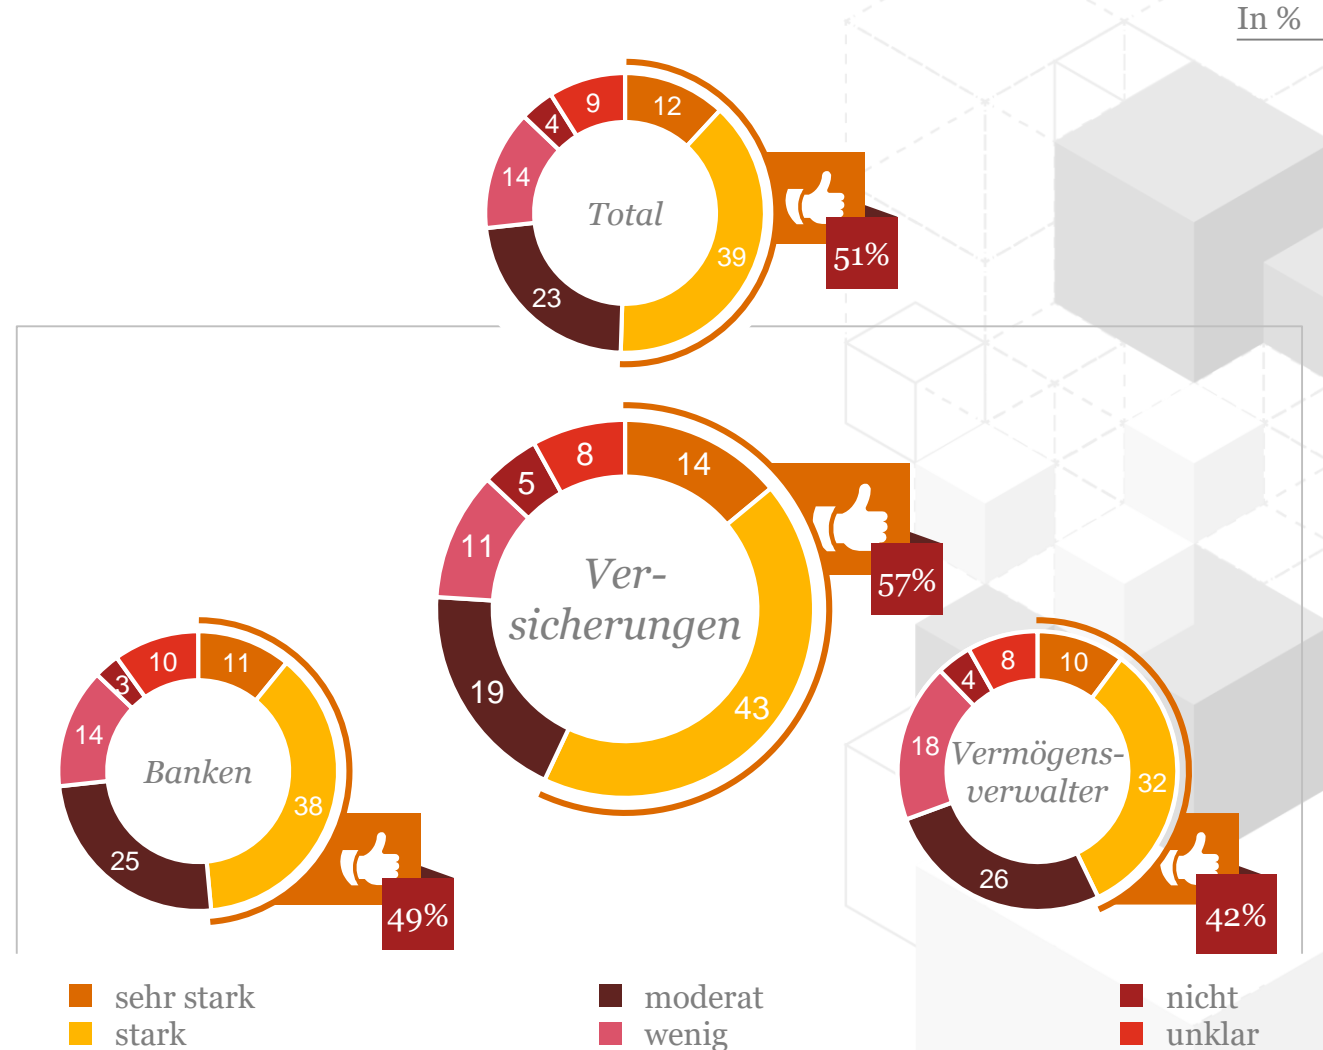 In %
9
12
4
14
Total
39
51%
23
8
14
5
11
Ver-
sicherungen
57%
19
43
10
11
3
14
Banken
38
25
49%
8
10
4
18
Vermögens-
verwalter
32
26
42%
sehr stark
stark
moderat
wenig
nicht
unklar